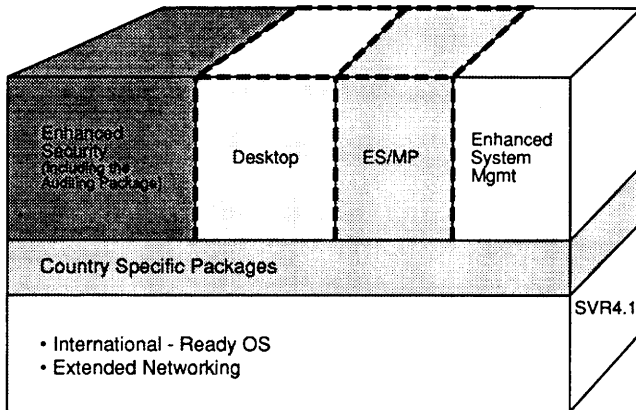 Enhanced
Security
(Including the
Auditing Package)
Desktop
ES/MP
Enhanced
System
Mgmt
Country Specific Packages
SVR4.1
• International - Ready OS
• Extended Networking